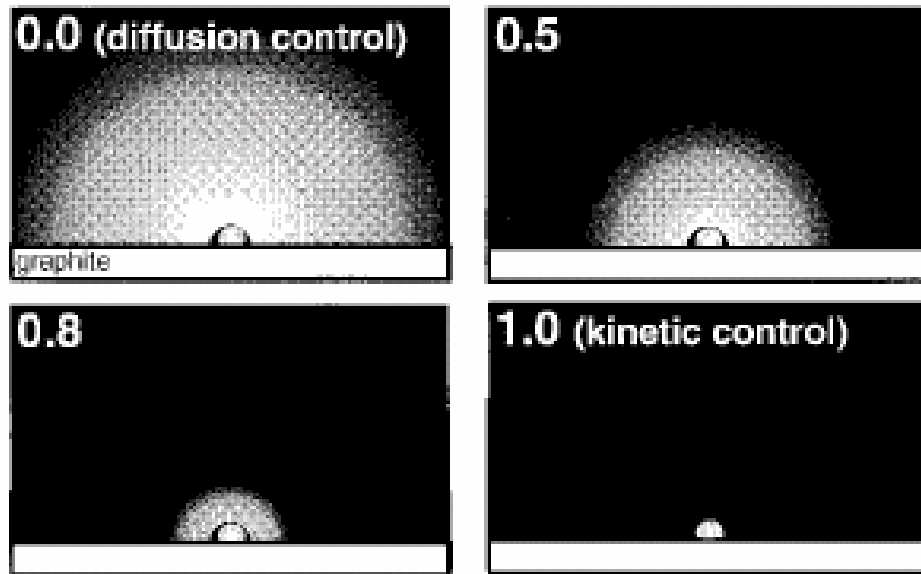 0.0 (diffusion control)
0.5
graphite
0.8
1.0 (kinetic control)